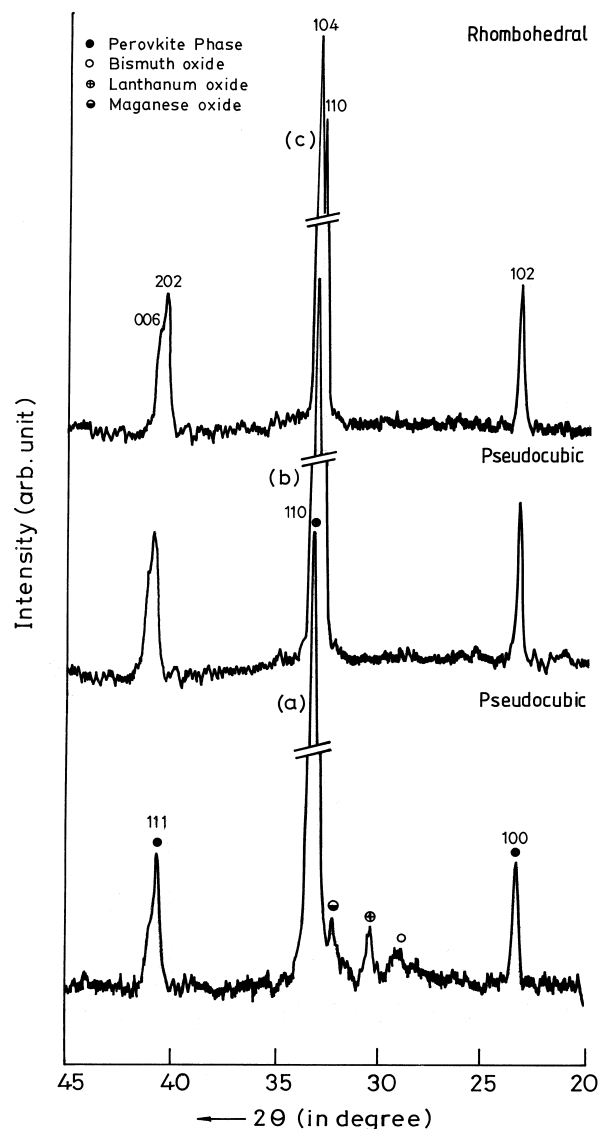 Rhombohedral
● Perovkite Phase
○ Bismuth oxide
⊕ Lanthanum oxide
◒ Maganese oxide
104
110
(c)
202
006
102
Pseudocubic
(b)
110
Pseudocubic
(a)
111
100
Intensity (arb. unit)
45 40 35 30 25 20
← 2Θ (in degree)